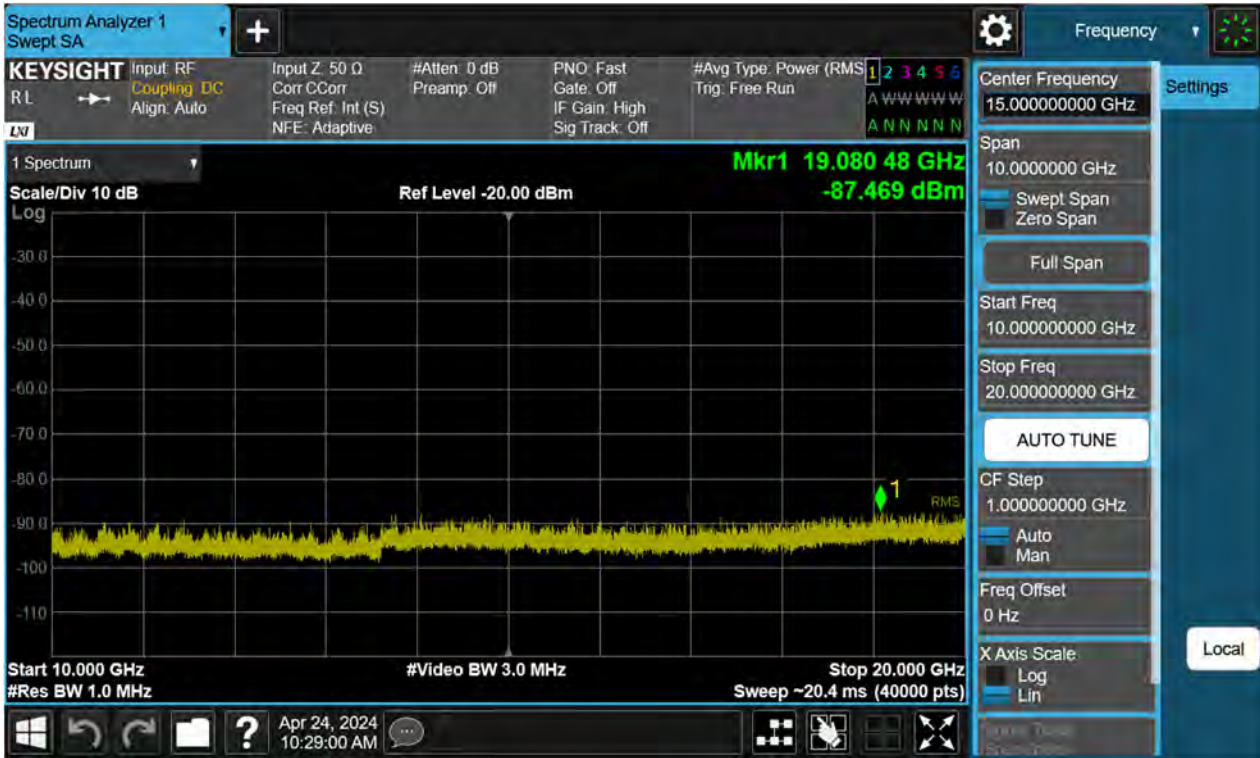 Spectrum Analyzer 1
Swept SA
+
Frequency
KEYSIGHT
RL
LXI
Input: RF
Coupling: DC
Align: Auto
Input Z: 50 Ω
Corr CCorr
Freq Ref: Int (S)
NFE: Adaptive
#Atten: 0 dB
Preamp: Off
PNO: Fast
Gate: Off
IF Gain: High
Sig Track: Off
#Avg Type: Power (RMS
Trig: Free Run
1 2 3 4 5 6
A W W W W W
A N N N N N
1 Spectrum
Mkr1 19.080 48 GHz
Scale/Div 10 dB
Ref Level -20.00 dBm
-87.469 dBm
Log
-30.0
-40.0
-50.0
-60.0
-70.0
-80.0
-90.0
-100
-110
1
RMS
Start 10.000 GHz
#Video BW 3.0 MHz
Stop 20.000 GHz
#Res BW 1.0 MHz
Sweep ~20.4 ms (40000 pts)
?
Apr 24, 2024
10:29:00 AM
Center Frequency
15.000000000 GHz
Settings
Span
10.0000000 GHz
Swept Span
Zero Span
Full Span
Start Freq
10.000000000 GHz
Stop Freq
20.000000000 GHz
AUTO TUNE
CF Step
1.000000000 GHz
Auto
Man
Freq Offset
0 Hz
X Axis Scale
Log
Lin
Local